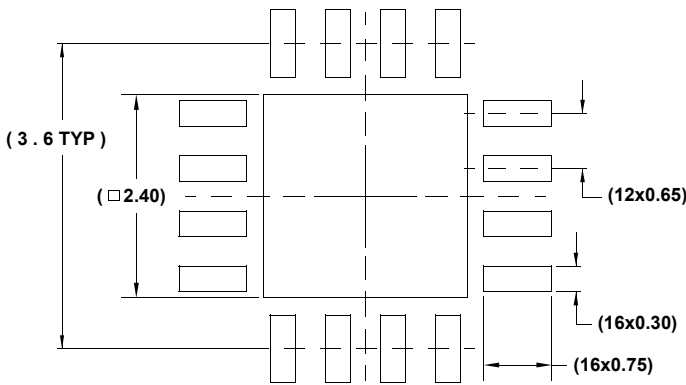 ( 3 . 6 TYP )
( □ 2.40)
(12x0.65)
(16x0.30)
(16x0.75)